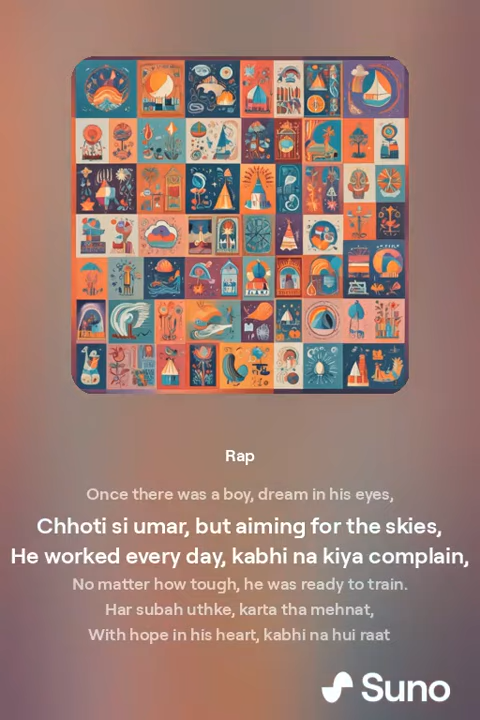 Rap
Once there was a boy, dream in his eyes,
Chhoti si umar, but aiming for the skies,
He worked every day, kabhi na kiya complain,
No matter how tough, he was ready to train.
Har subah uthke, karta tha mehnat,
With hope in his heart, kabhi na hui raat
Suno